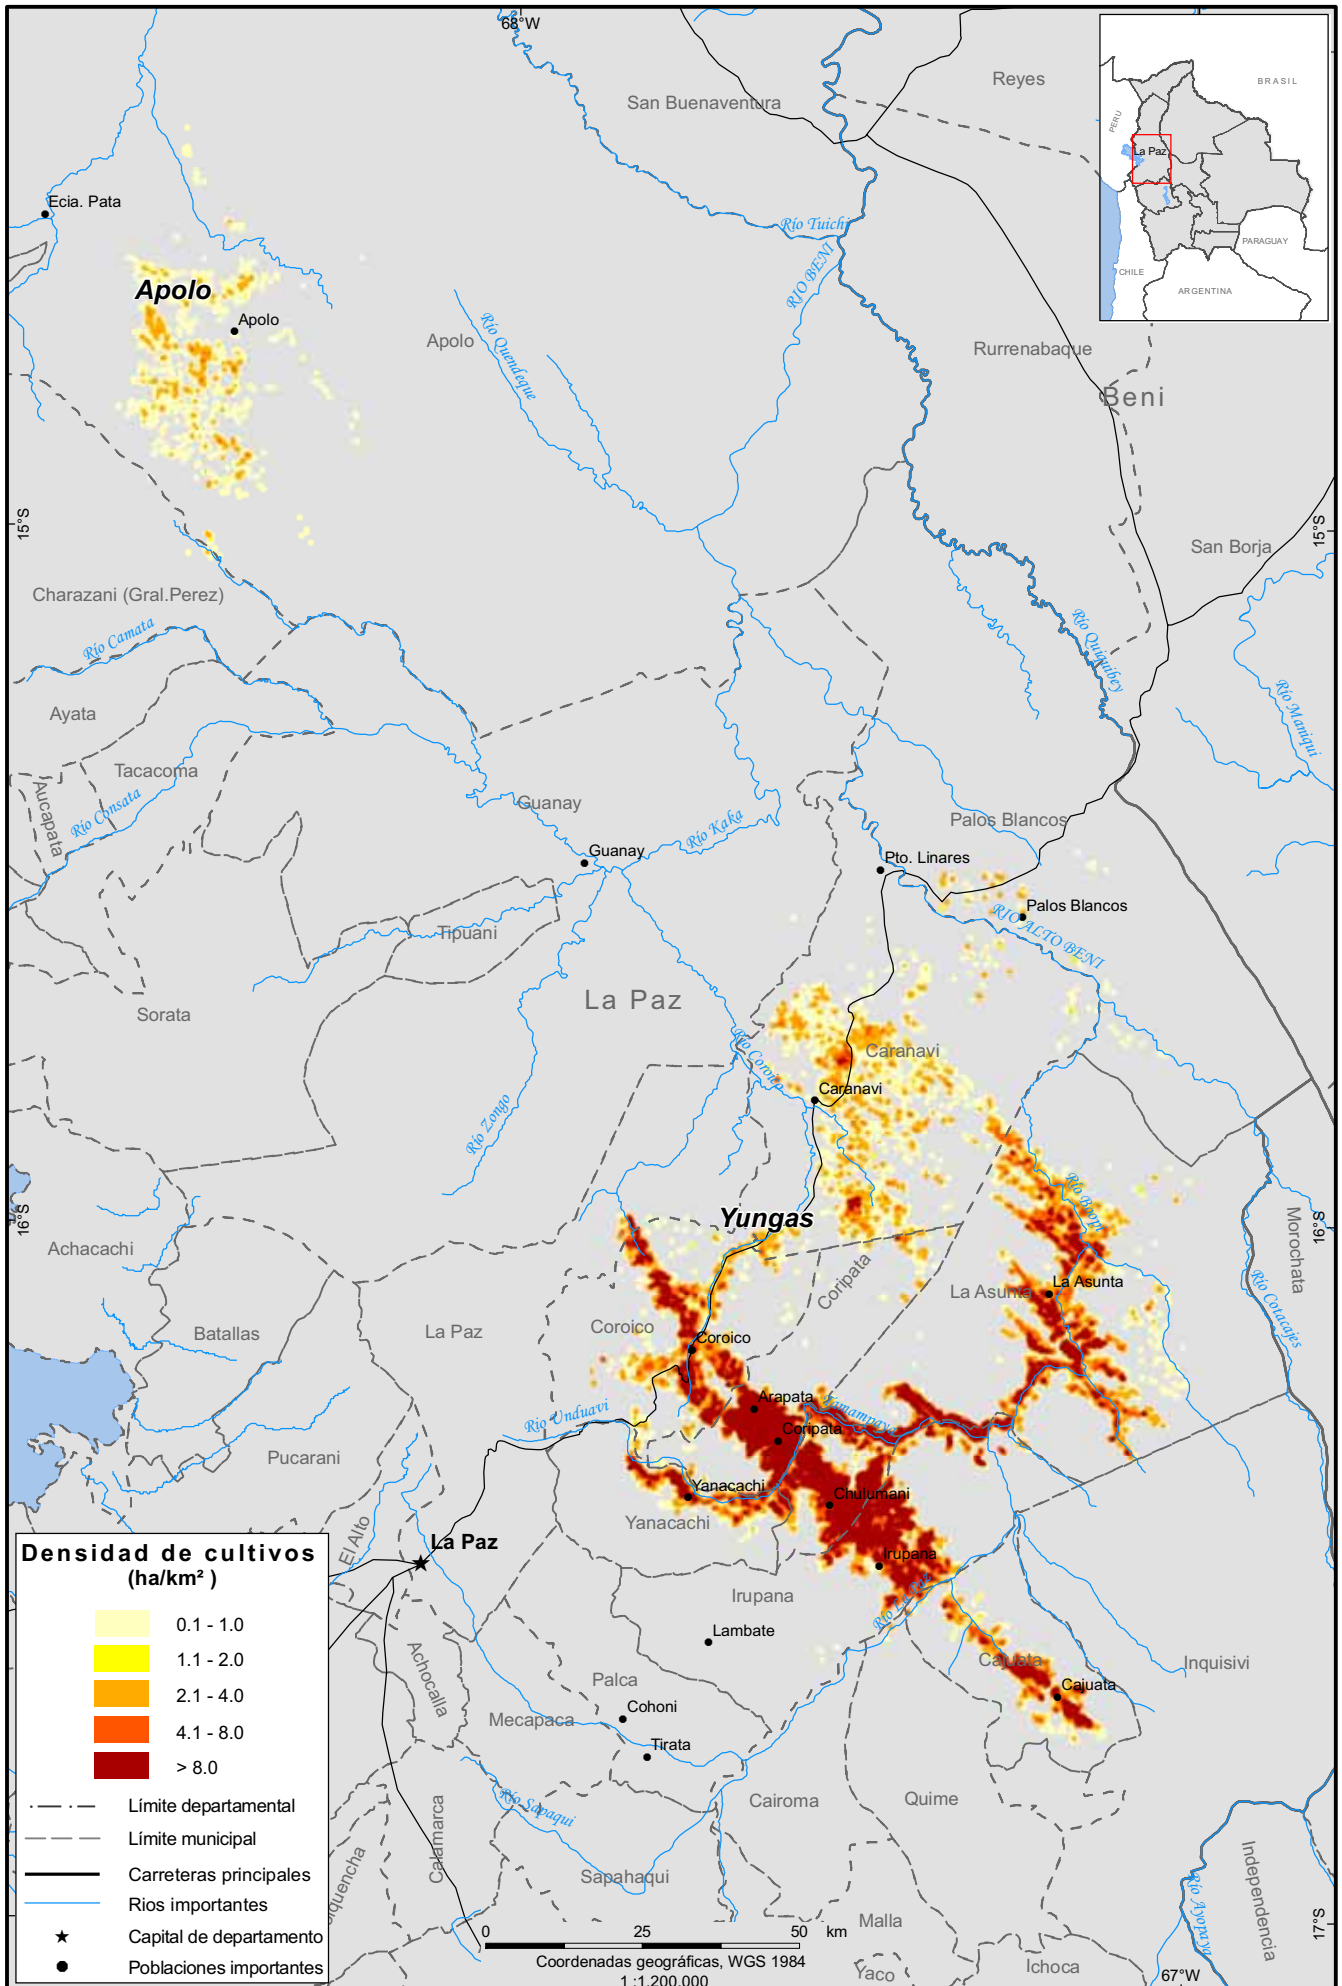 68°W
San Buenaventura
Reyes
BRASIL
PERU
La Paz
PARAGUAY
CHILE
ARGENTINA
Ecia. Pata
Río Tuichi
RIO BENI
Apolo
Apolo
Apolo
Río Quendeque
Rurrenabaque
Beni
15°S
15°S
San Borja
Charazani (Gral.Perez)
Río Camata
Río Quiquibey
Río Maniqui
Ayata
Tacacoma
Aucapata
Río Consata
Guanay
Guanay
Río Kaka
Palos Blancos
Pto. Linares
Palos Blancos
RIO ALTO BENI
Tipuani
La Paz
Sorata
Río Coroico
Caranavi
Caranavi
Río Zongo
Río Boopi
16°S
16°S
Yungas
Achacachi
Morochata
Coripata
La Asunta
La Asunta
Río Cotacajes
Batallas
La Paz
Coroico
Coroico
Arapata
Río Unduavi
Tamampaya
Coripata
Pucarani
Yanacachi
Yanacachi
Chulumani
El Alto
La Paz
Irupana
Irupana
Río La Paz
Lambate
Achocalla
Palca
Cajuata
Cajuata
Inquisivi
Cohoni
Mecapaca
Tirata
Río Sapaqui
Cairoma
Quime
Calamarca
Sapahaqui
Independencia
Río Ayopaya
Malla
17°S
Yaco
Ichoca
67°W
Densidad de cultivos
(ha/km² )
0.1 - 1.0
1.1 - 2.0
2.1 - 4.0
4.1 - 8.0
> 8.0
Límite departamental
Límite municipal
Carreteras principales
Rios importantes
Capital de departamento
Poblaciones importantes
0 25 50 km
Coordenadas geográficas, WGS 1984
1 :1.200.000